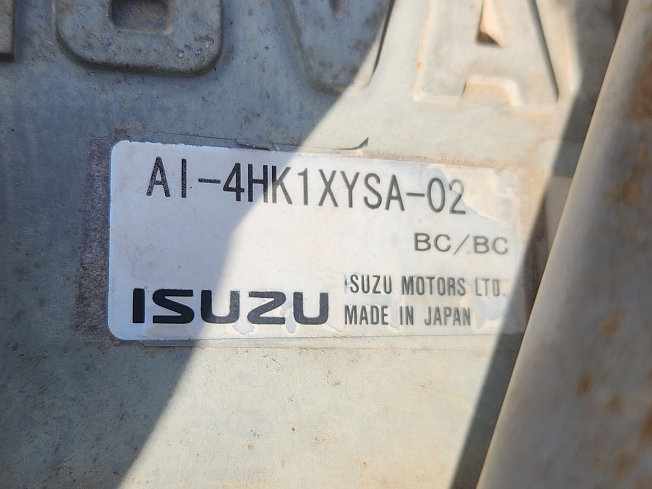 AI-4HK1XYSA-02
BC/BC
ISUZU
ISUZU MOTORS LTD.
MADE IN JAPAN